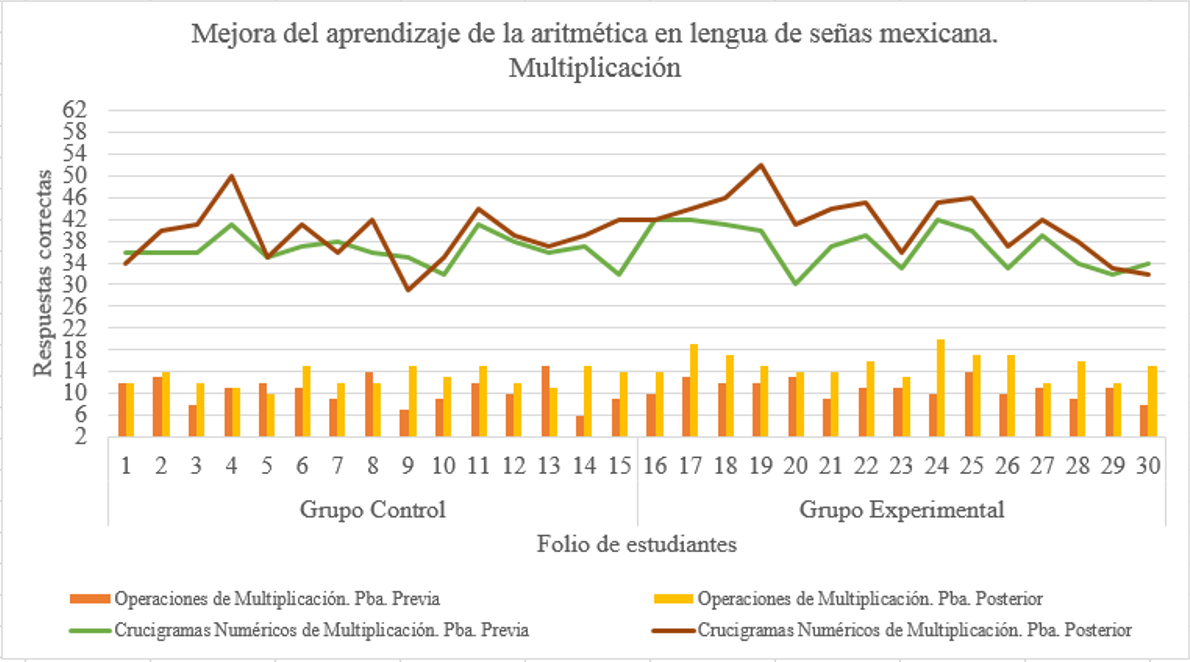 Mejora del aprendizaje de la aritmética en lengua de señas mexicana.
Multiplicación
Respuestas correctas
62
58
54
50
46
42
38
34
30
26
22
18
14
10
6
2
1 2 3 4 5 6 7 8 9 10 11 12 13 14 15 16 17 18 19 20 21 22 23 24 25 26 27 28 29 30
Grupo Control Grupo Experimental
Folio de estudiantes
Operaciones de Multiplicación. Pba. Previa Operaciones de Multiplicación. Pba. Posterior
Crucigramas Numéricos de Multiplicación. Pba. Previa Crucigramas Numéricos de Multiplicación. Pba. Posterior